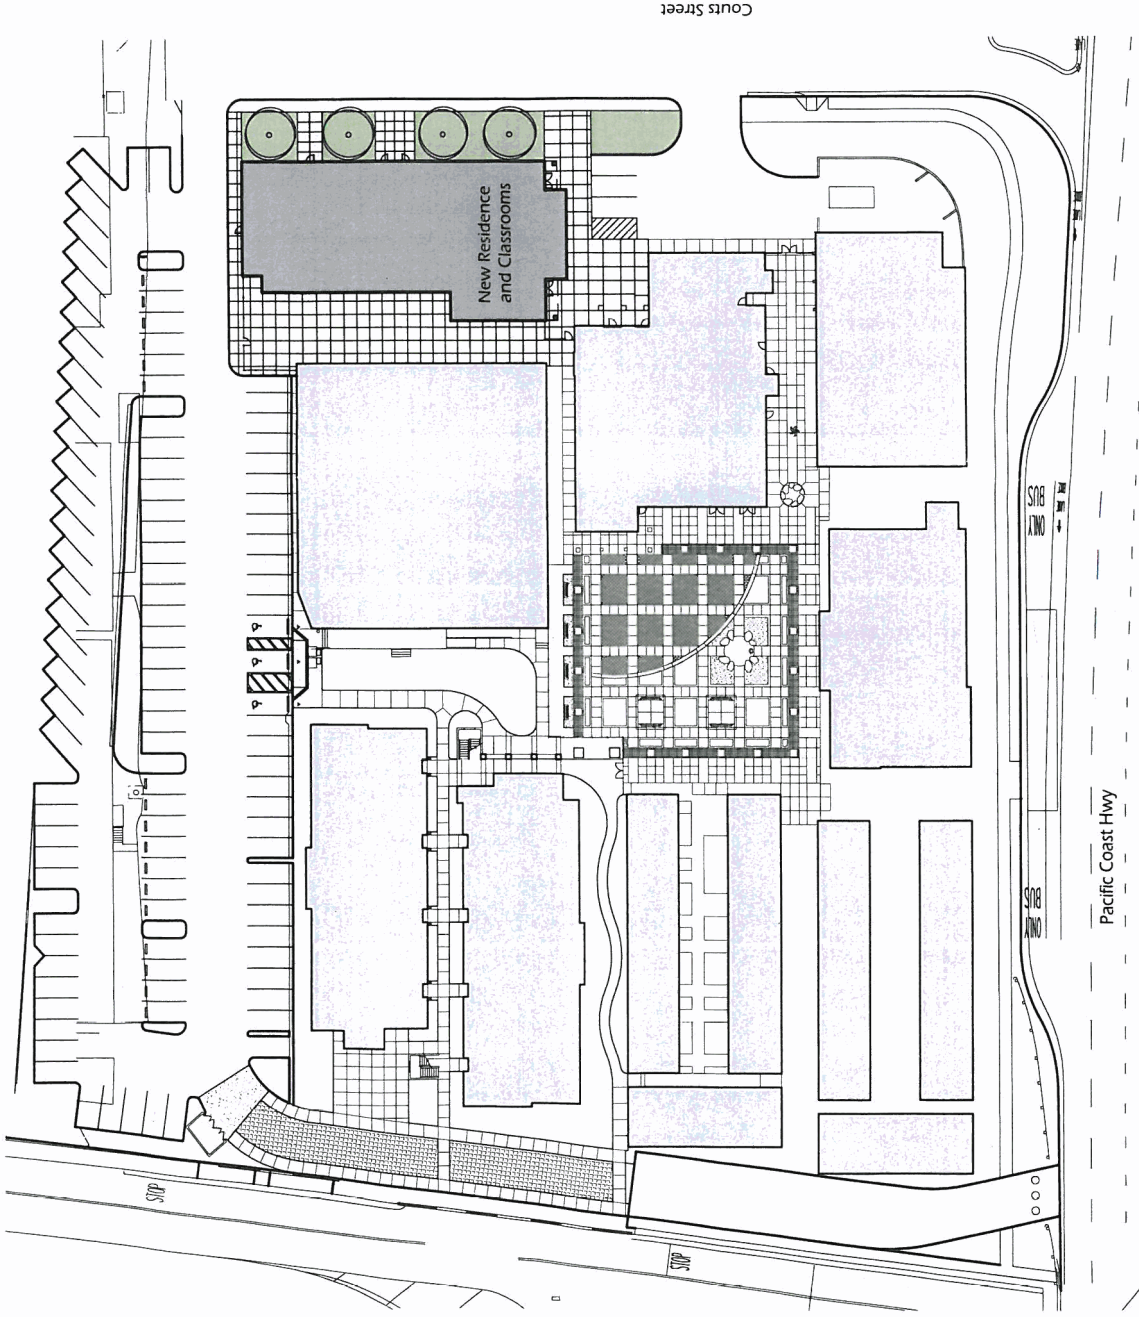 Couts Street
New Residence
and Classrooms
BUS
ONLY
Pacific Coast Hwy
BUS
ONLY
STOP
STOP